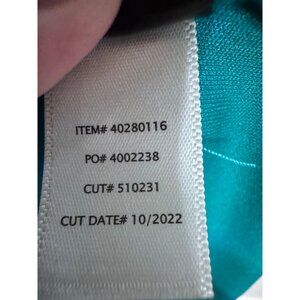 ITEM# 40280116
PO# 4002238
CUT# 510231
CUT DATE# 10/2022